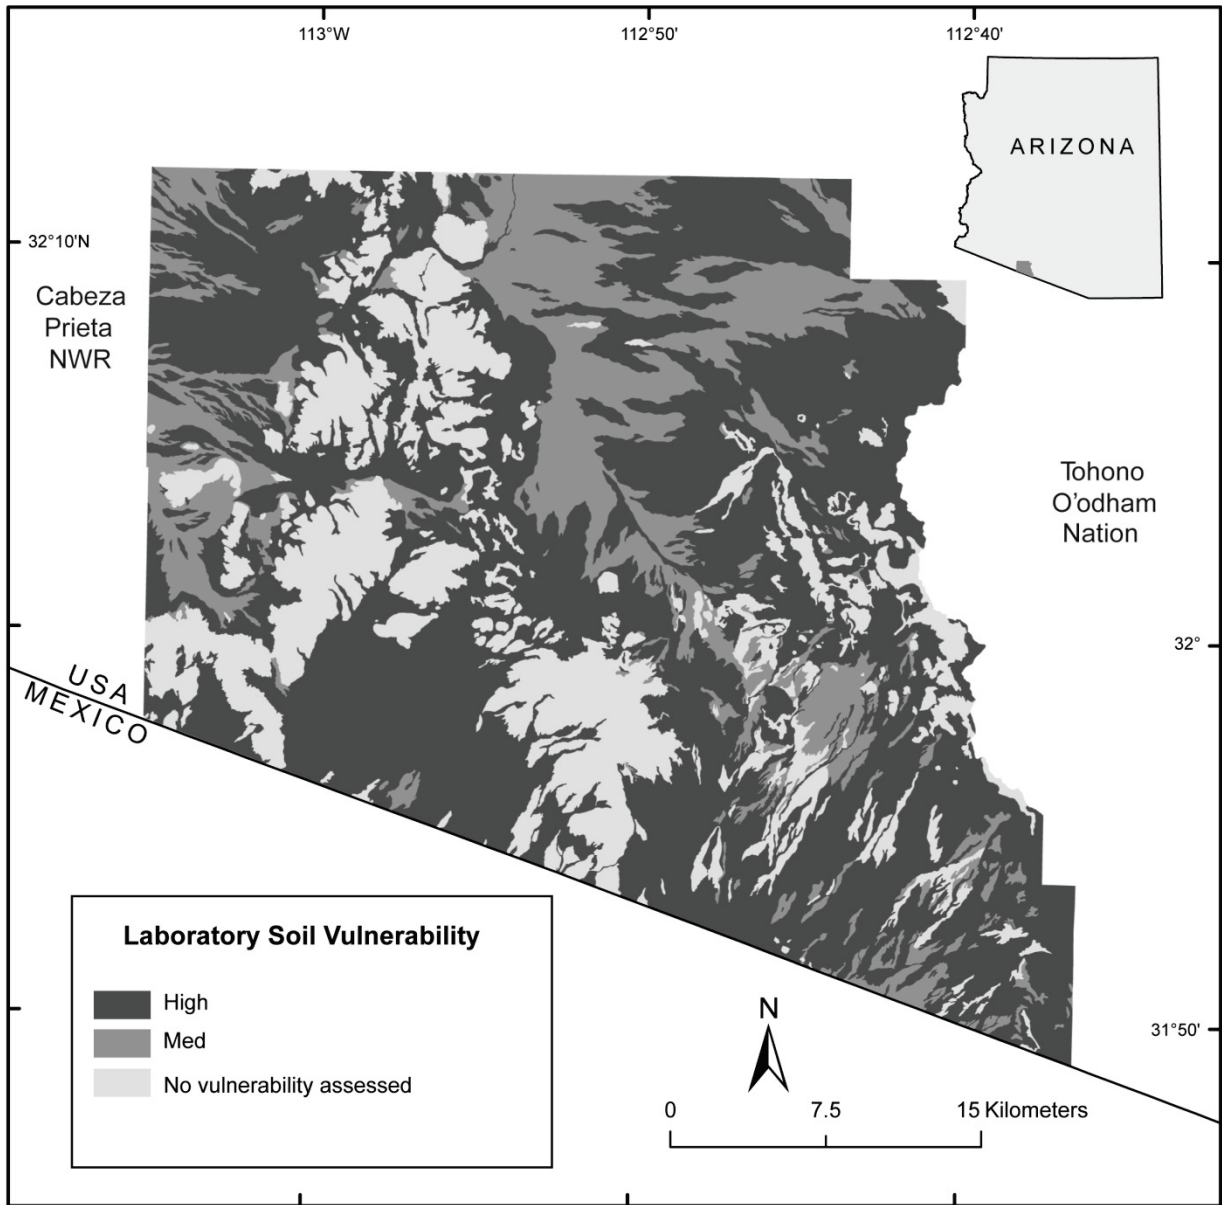 113°W
112°50'
112°40'
ARIZONA
32°10'N
Cabeza
Prieta
NWR
Tohono
O'odham
Nation
32°
USA
MEXICO
Laboratory Soil Vulnerability
High
Med
No vulnerability assessed
N
31°50'
0 7.5 15 Kilometers